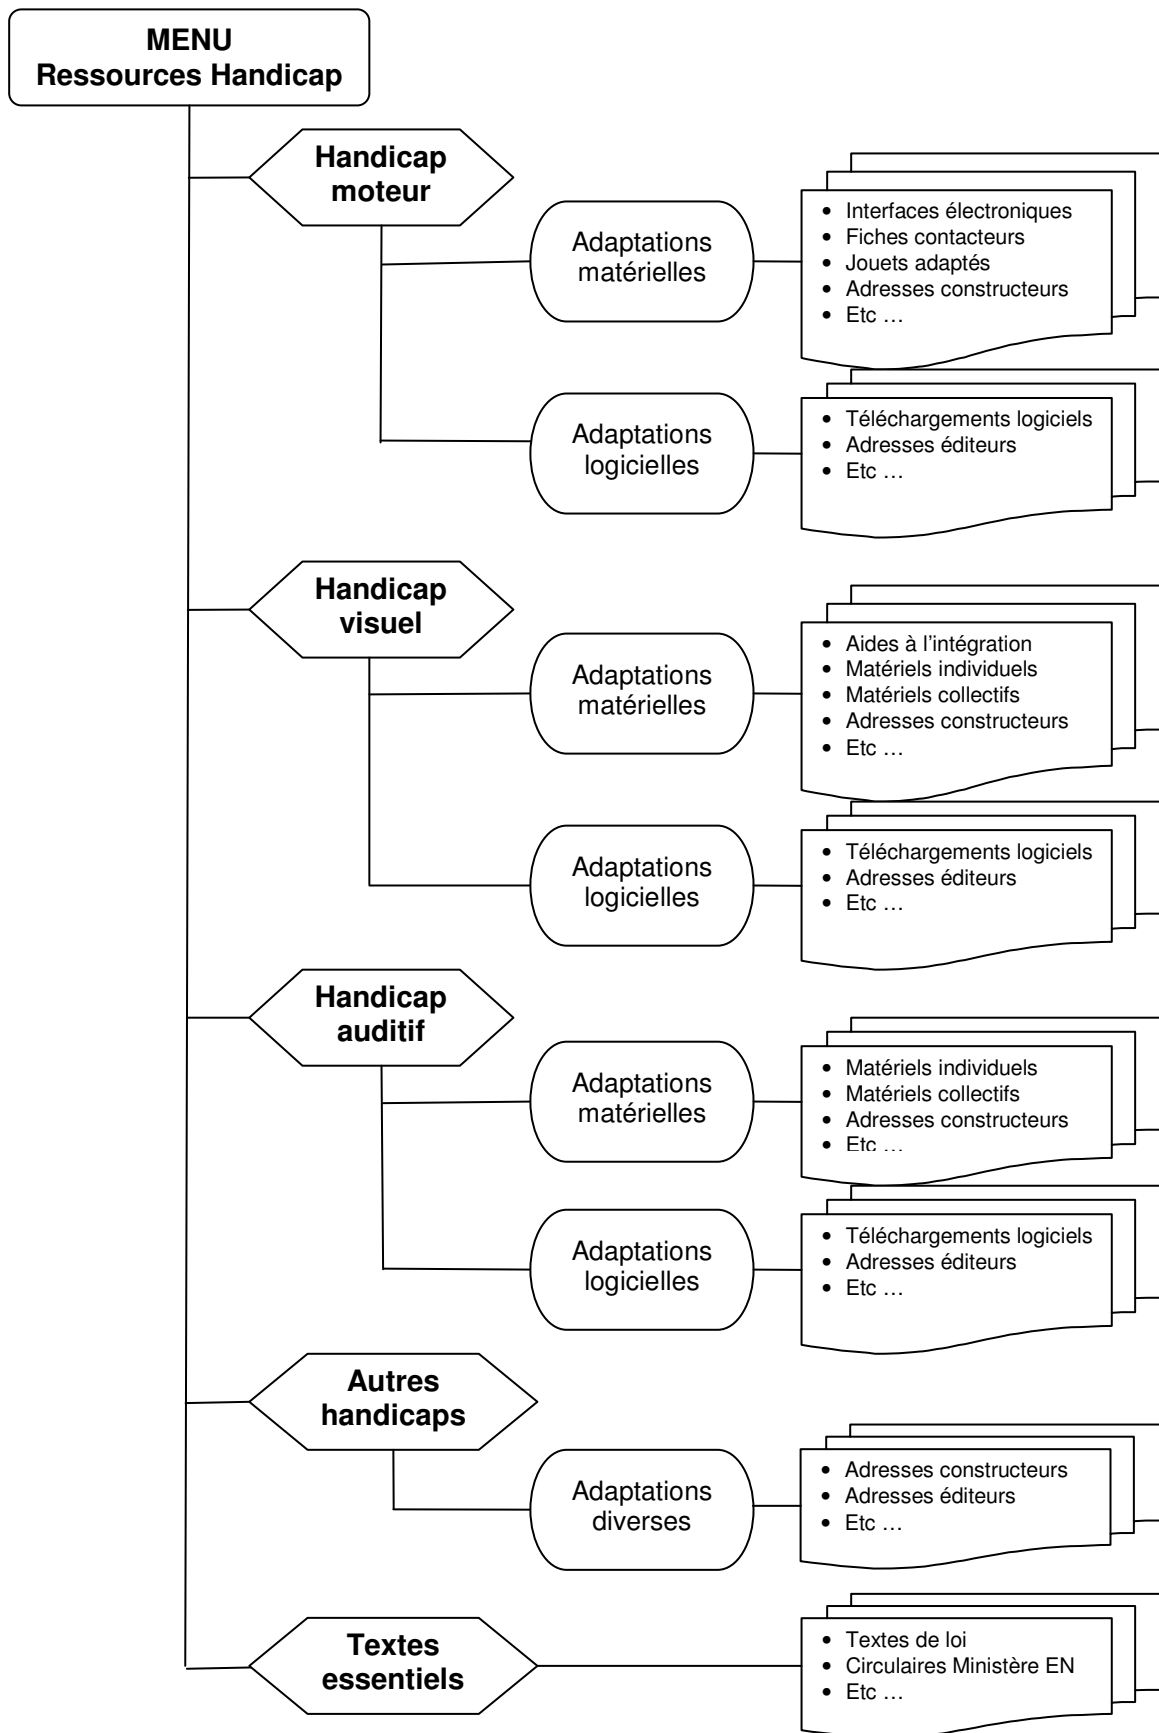 MENU
Ressources Handicap
Handicap
moteur
Adaptations
matérielles
• Interfaces électroniques
• Fiches contacteurs
• Jouets adaptés
• Adresses constructeurs
• Etc …
Adaptations
logicielles
• Téléchargements logiciels
• Adresses éditeurs
• Etc …
Handicap
visuel
Adaptations
matérielles
• Aides à l’intégration
• Matériels individuels
• Matériels collectifs
• Adresses constructeurs
• Etc …
Adaptations
logicielles
• Téléchargements logiciels
• Adresses éditeurs
• Etc …
Handicap
auditif
Adaptations
matérielles
• Matériels individuels
• Matériels collectifs
• Adresses constructeurs
• Etc …
Adaptations
logicielles
• Téléchargements logiciels
• Adresses éditeurs
• Etc …
Autres
handicaps
Adaptations
diverses
• Adresses constructeurs
• Adresses éditeurs
• Etc …
Textes
essentiels
• Textes de loi
• Circulaires Ministère EN
• Etc …